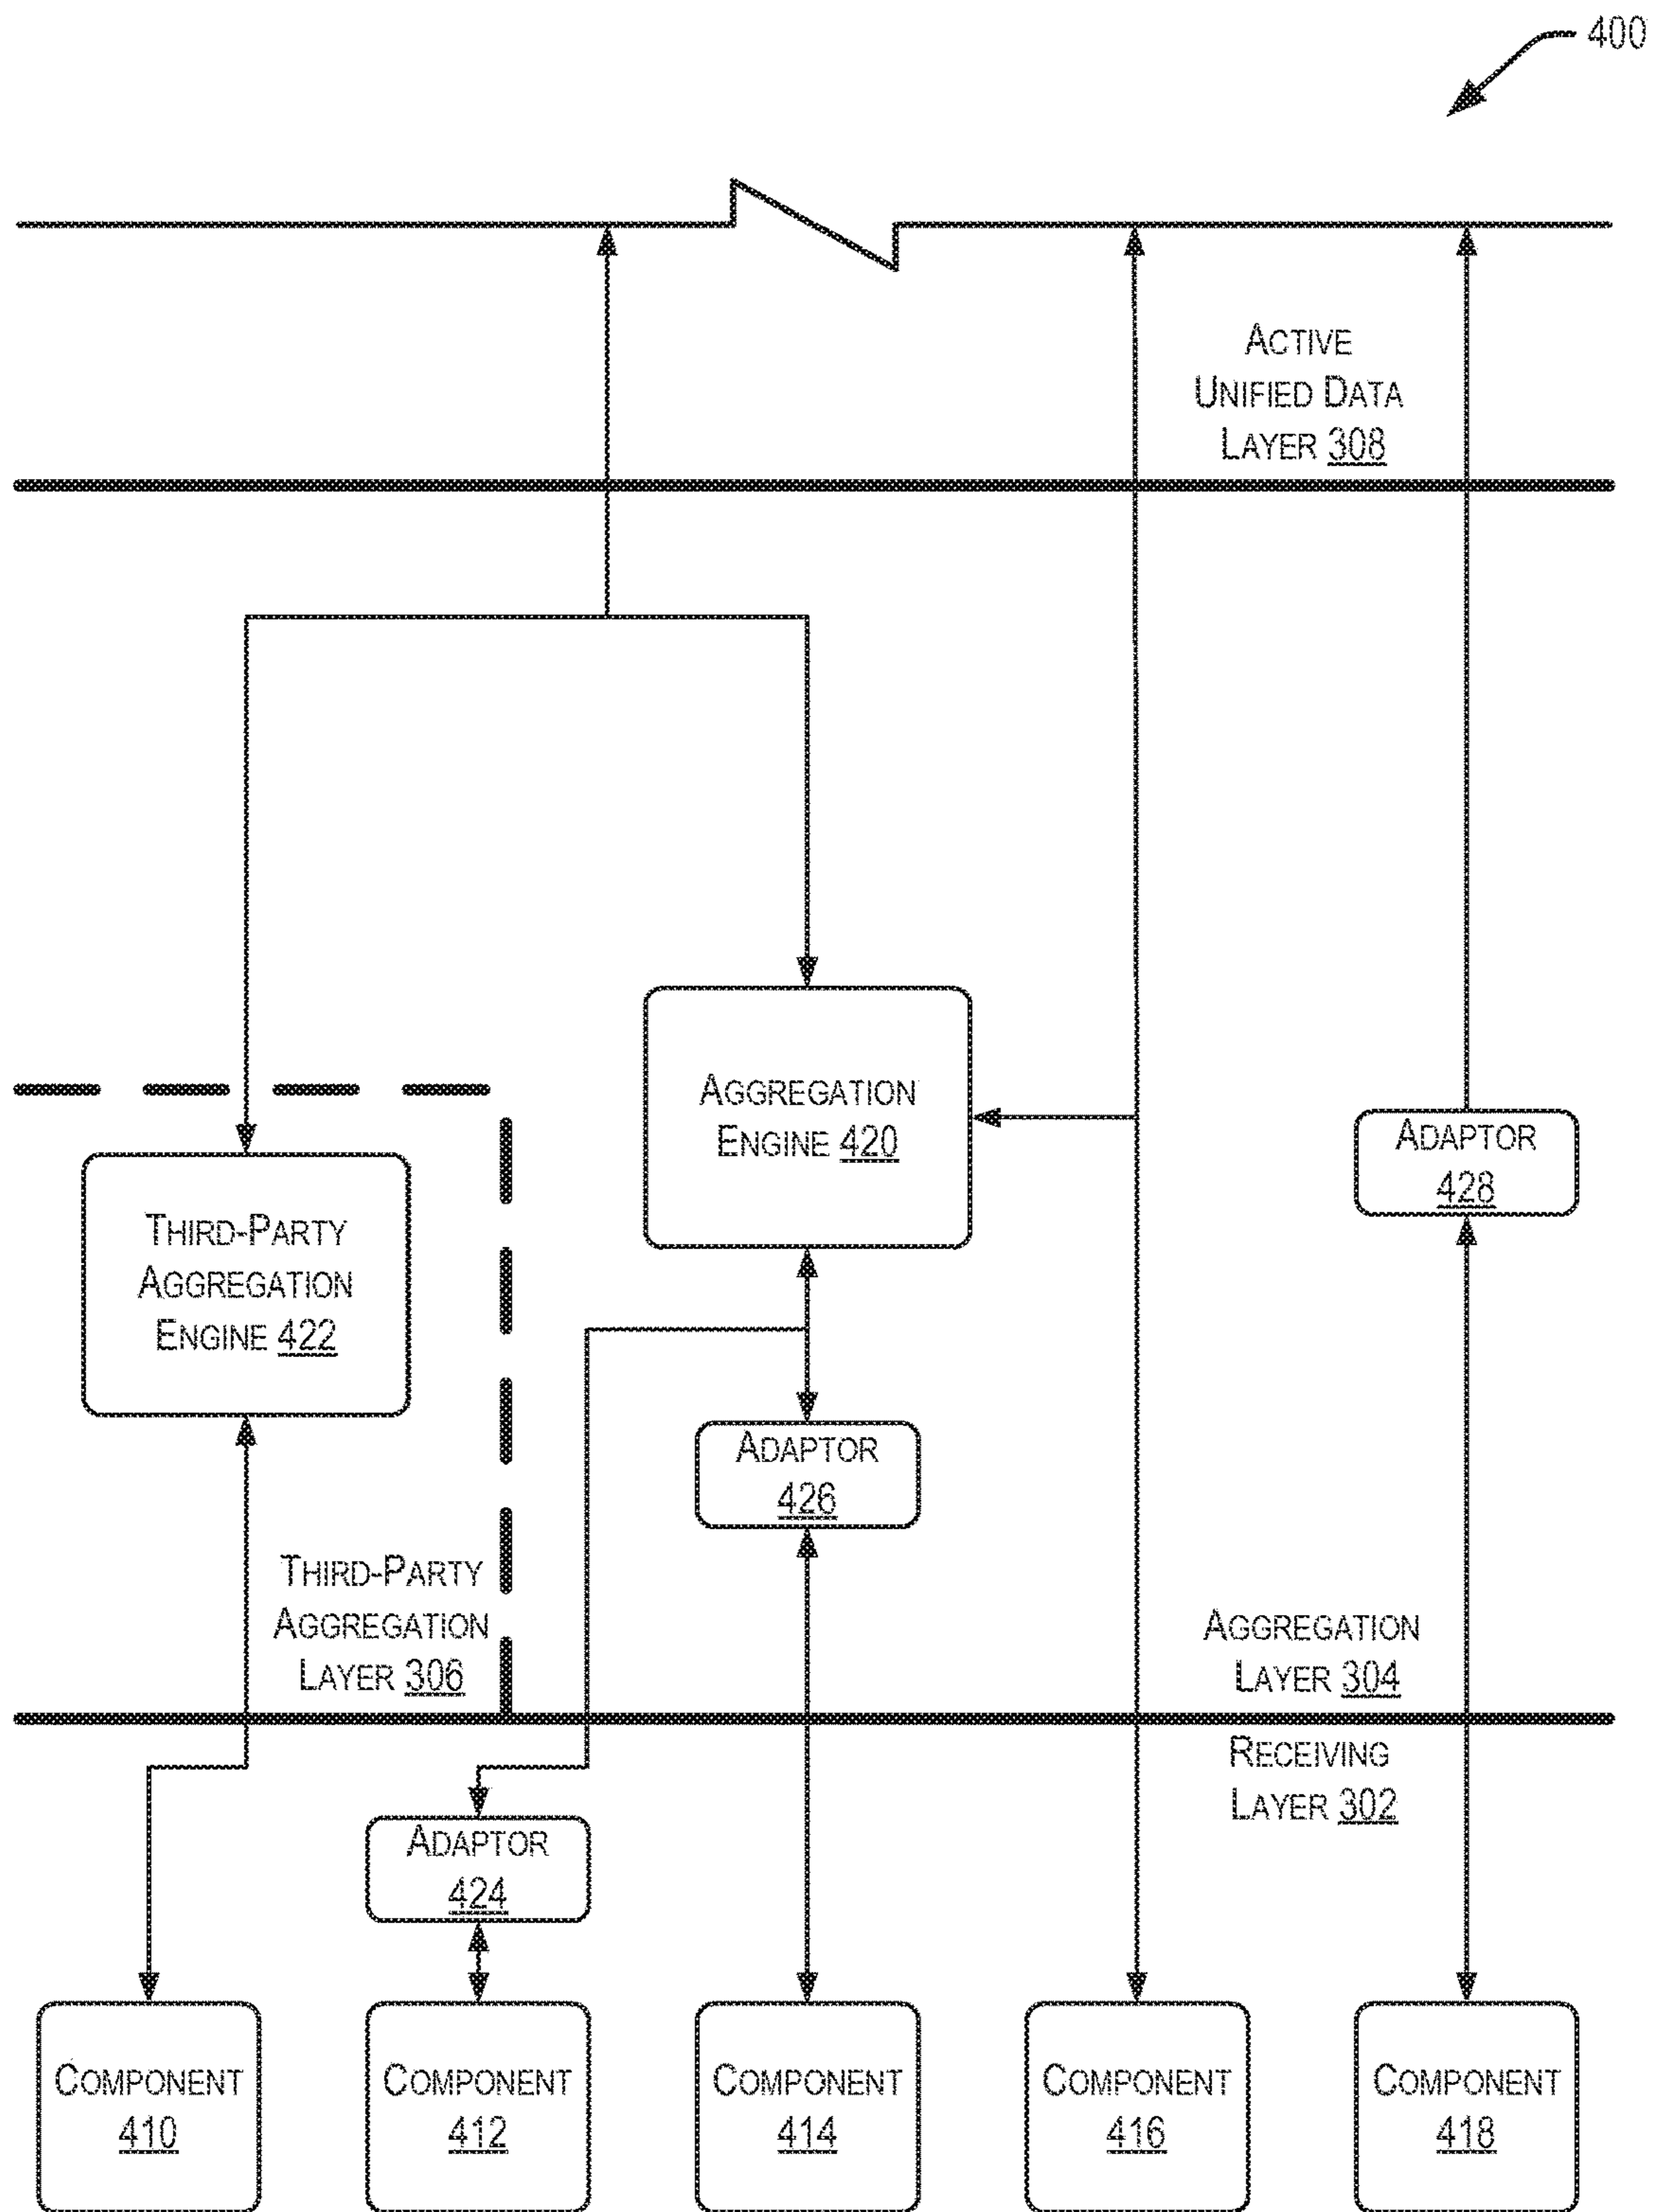 400
ACTIVE
UNIFIED DATA
LAYER 308
AGGREGATION
ENGINE 420
ADAPTOR
428
THIRD-PARTY
AGGREGATION
ENGINE 422
ADAPTOR
426
THIRD-PARTY
AGGREGATION
LAYER 306
AGGREGATION
LAYER 304
RECEIVING
LAYER 302
ADAPTOR
424
COMPONENT
410
COMPONENT
412
COMPONENT
414
COMPONENT
416
COMPONENT
418